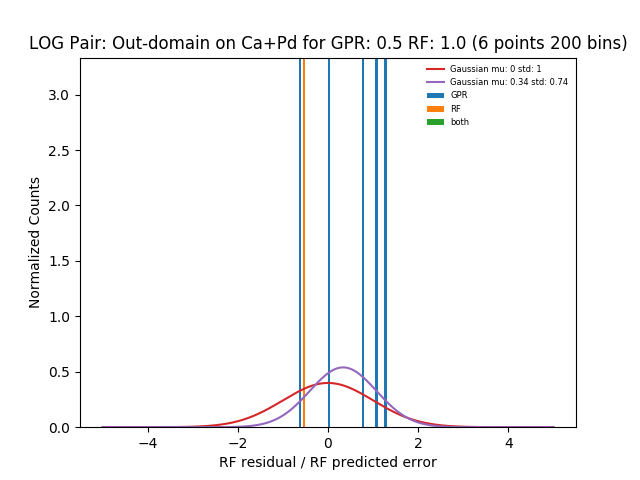 LOG Pair: Out-domain on Ca+Pd for GPR: 0.5 RF: 1.0 (6 points 200 bins)
Gaussian mu: 0 std: 1
Gaussian mu: 0.34 std: 0.74
GPR
RF
both
Normalized Counts
3.0
2.5
2.0
1.5
1.0
0.5
0.0
−4
−2
0
2
4
RF residual / RF predicted error